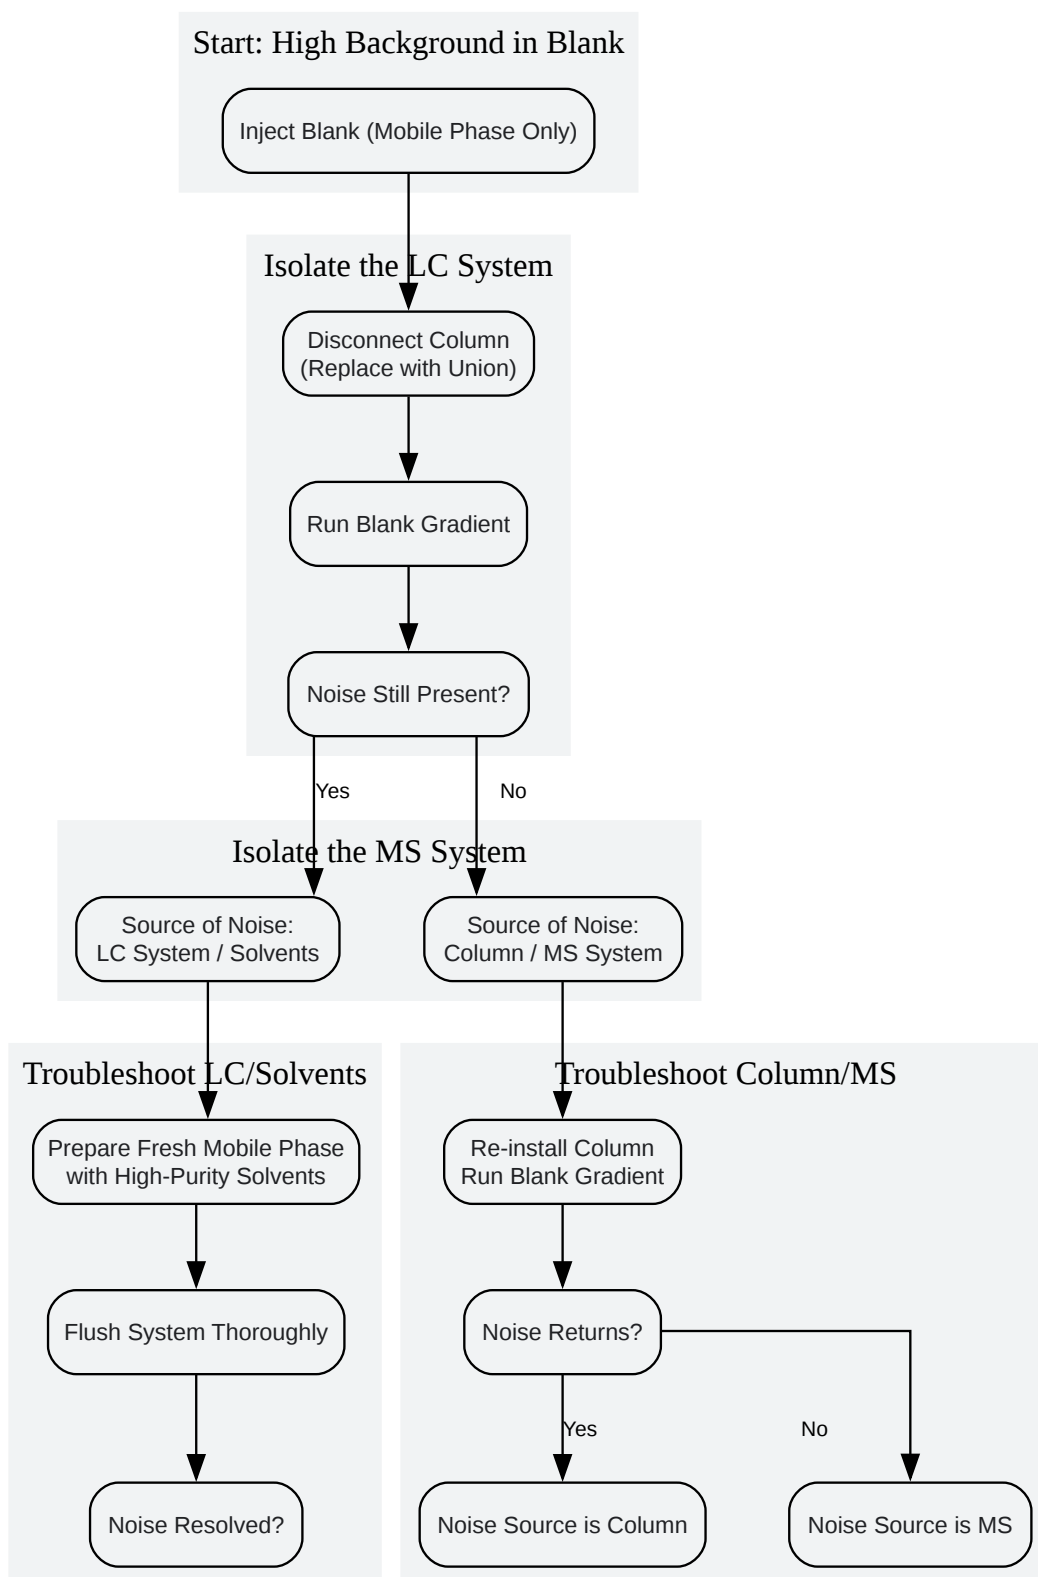 Start: High Background in Blank
Inject Blank (Mobile Phase Only)
Isolate the LC System
Disconnect Column
(Replace with Union)
Run Blank Gradient
Noise Still Present?
Yes
No
Isolate the MS System
Source of Noise:
LC System / Solvents
Source of Noise:
Column / MS System
Troubleshoot LC/Solvents
Prepare Fresh Mobile Phase
with High-Purity Solvents
Flush System Thoroughly
Noise Resolved?
Troubleshoot Column/MS
Re-install Column
Run Blank Gradient
Noise Returns?
Yes
No
Noise Source is Column
Noise Source is MS